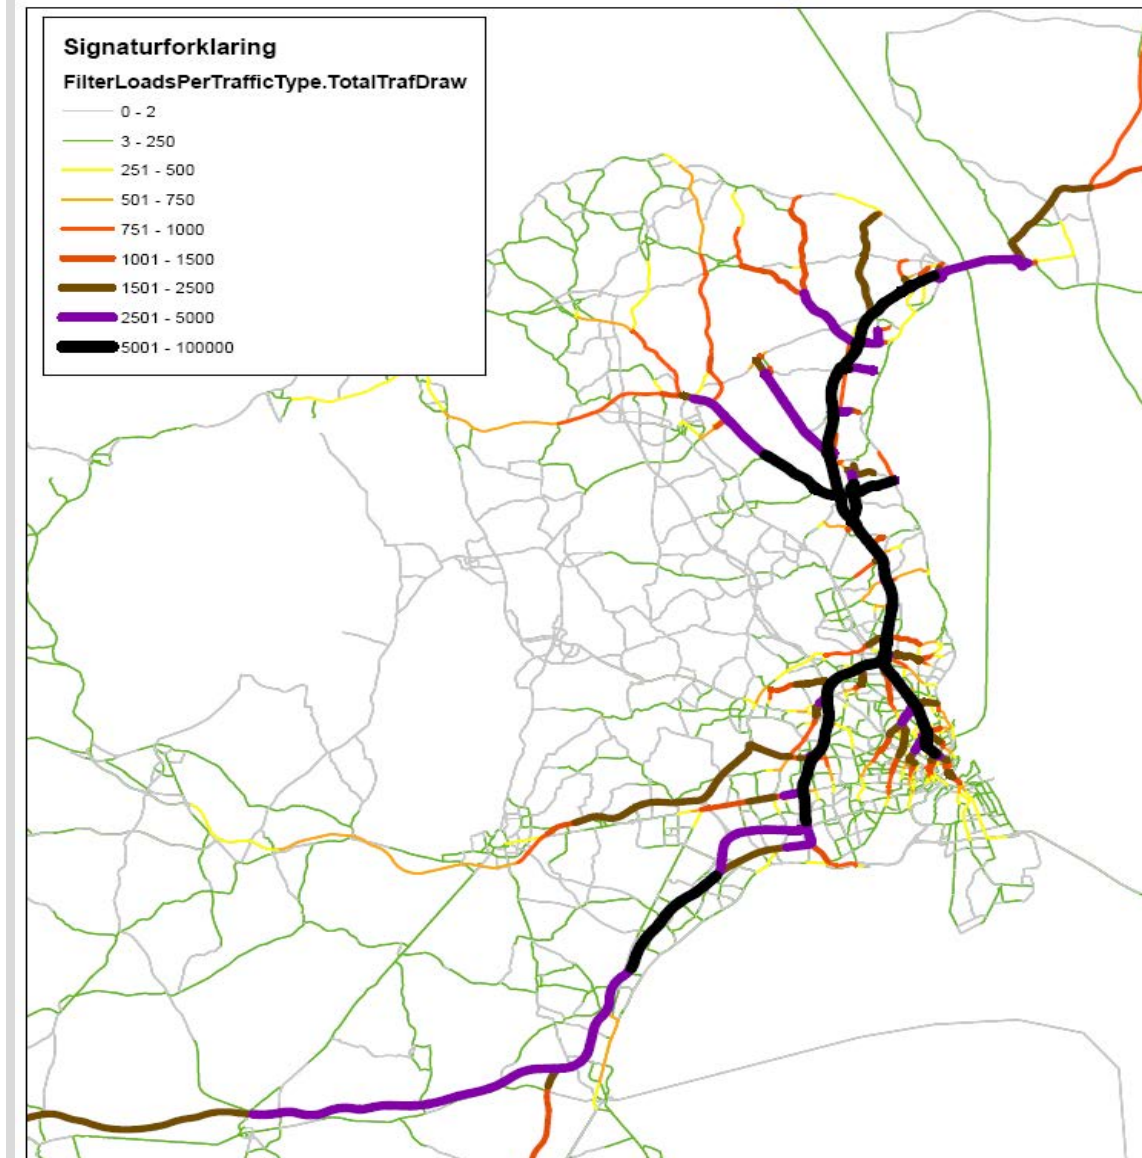 Signaturforklaring
FilterLoadsPerTrafficType.TotalTrafDraw
0 - 2
3 - 250
251 - 500
501 - 750
751 - 1000
1001 - 1500
1501 - 2500
2501 - 5000
5001 - 100000